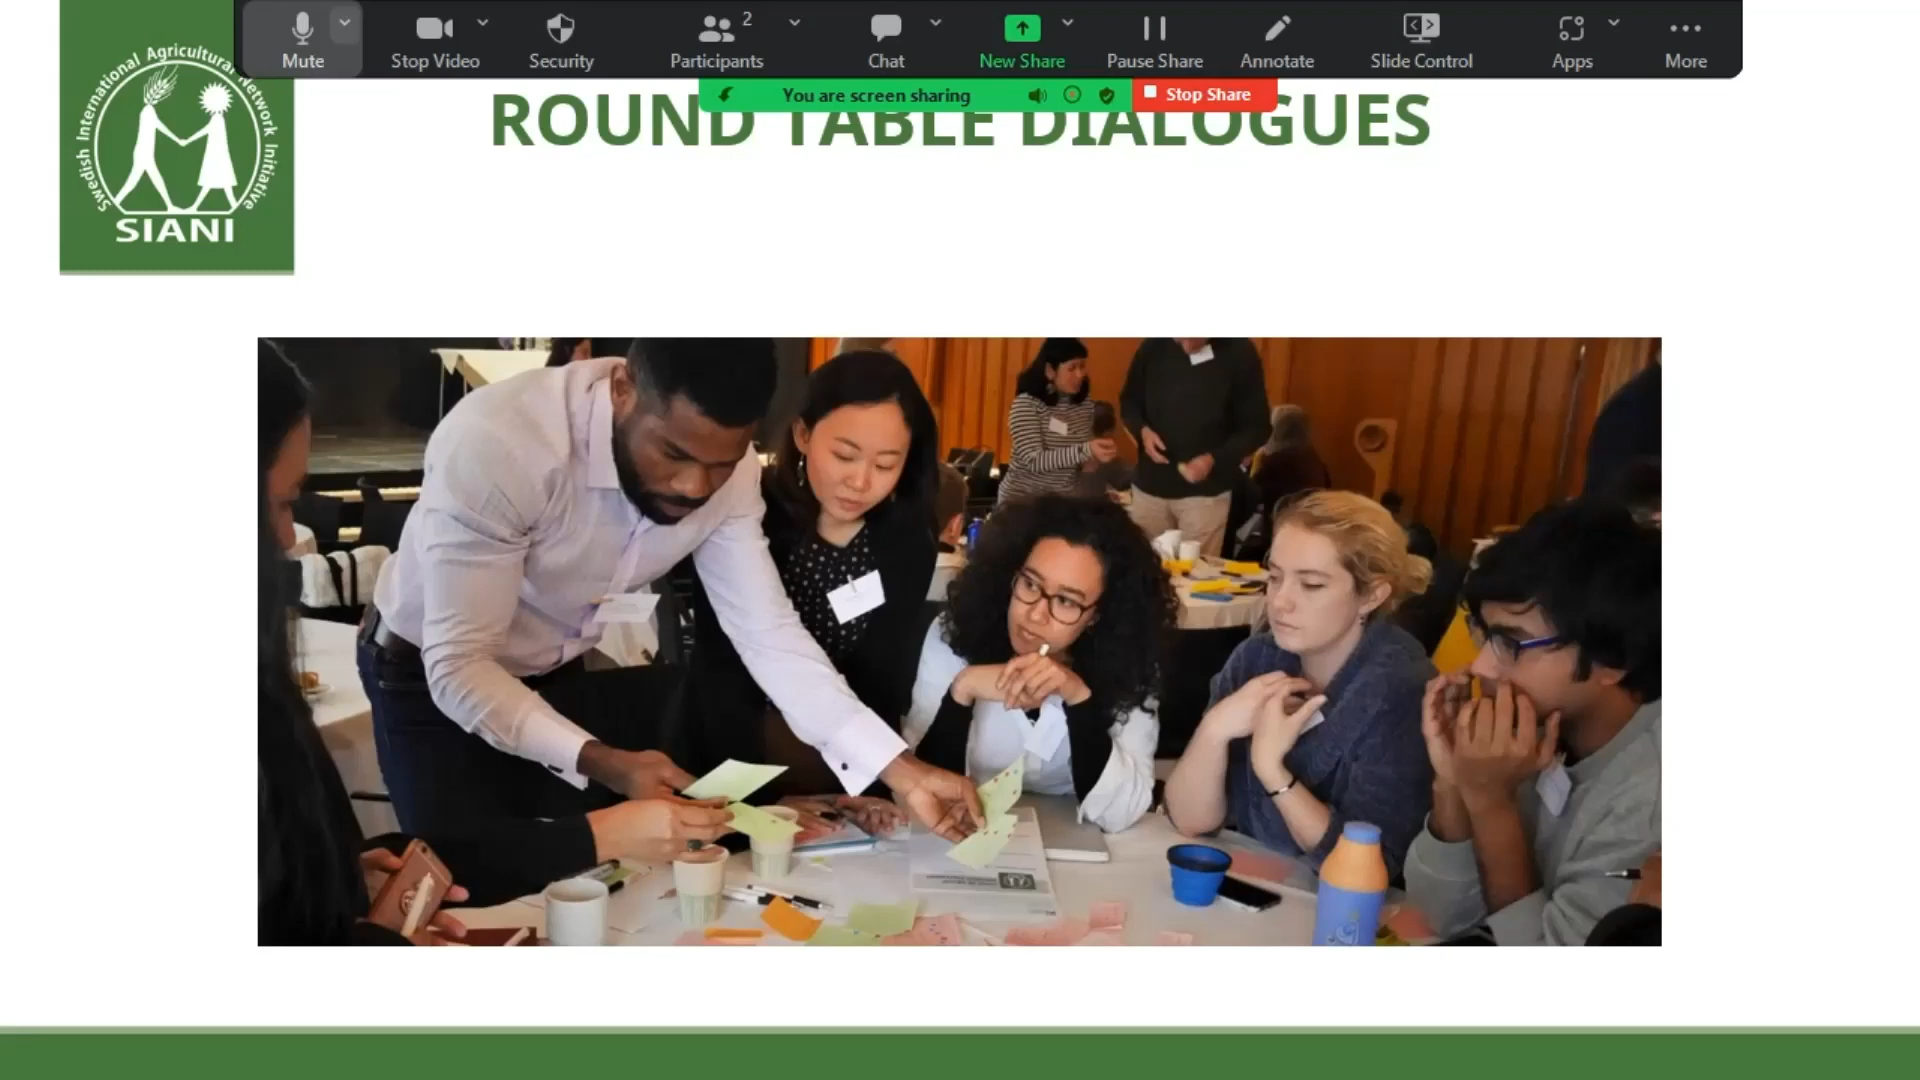 Mute
Stop Video
Security
Participants
2
Chat
New Share
Pause Share
Annotate
Slide Control
Apps
More
You are screen sharing
Stop Share
Swedish International Agricultural Network Initiative
SIANI
ROUND TABLE DIALOGUES